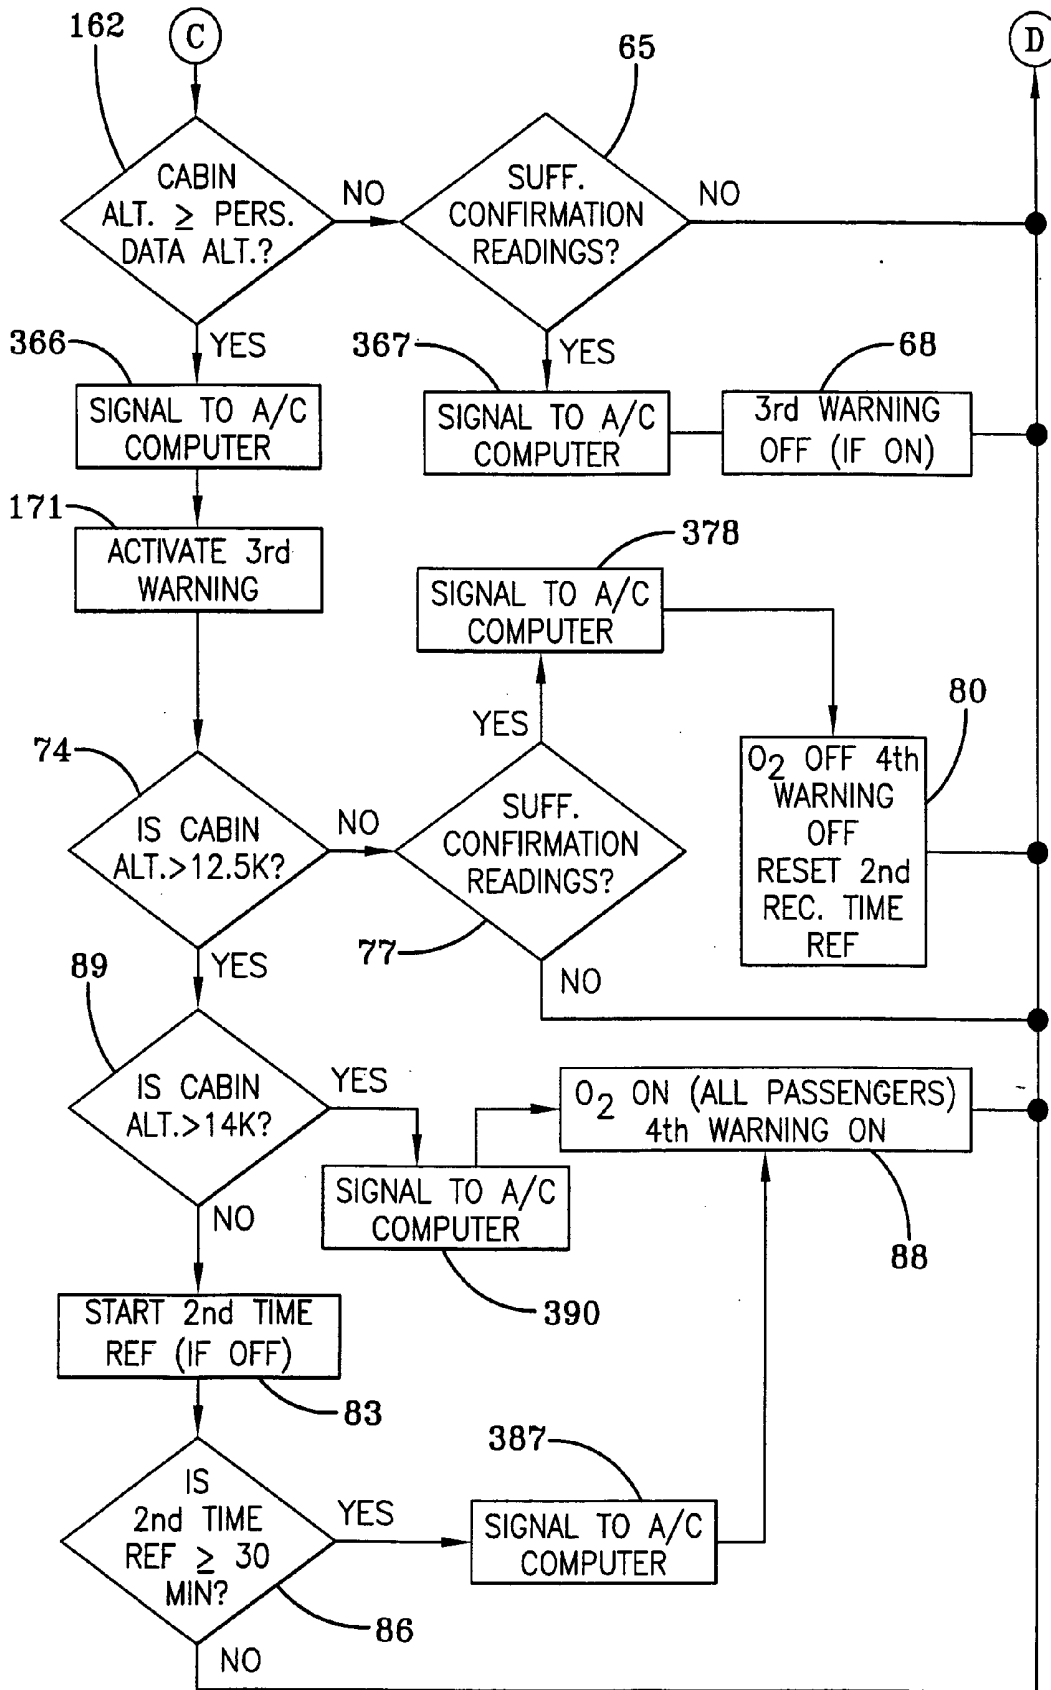 162
C
65
D
CABIN
ALT. ≥ PERS.
DATA ALT.?
NO
SUFF.
CONFIRMATION
READINGS?
NO
YES
YES
366
367
68
SIGNAL TO A/C
COMPUTER
SIGNAL TO A/C
COMPUTER
3rd WARNING
OFF (IF ON)
171
ACTIVATE 3rd
WARNING
378
SIGNAL TO A/C
COMPUTER
YES
80
74
IS CABIN
ALT.>12.5K?
NO
SUFF.
CONFIRMATION
READINGS?
O2 OFF 4th
WARNING
OFF
RESET 2nd
REC. TIME
REF
77
YES
NO
89
IS CABIN
ALT.>14K?
YES
O2 ON (ALL PASSENGERS)
4th WARNING ON
SIGNAL TO A/C
COMPUTER
NO
88
390
START 2nd TIME
REF (IF OFF)
83
387
IS
2nd TIME
REF ≥ 30
MIN?
YES
SIGNAL TO A/C
COMPUTER
86
NO